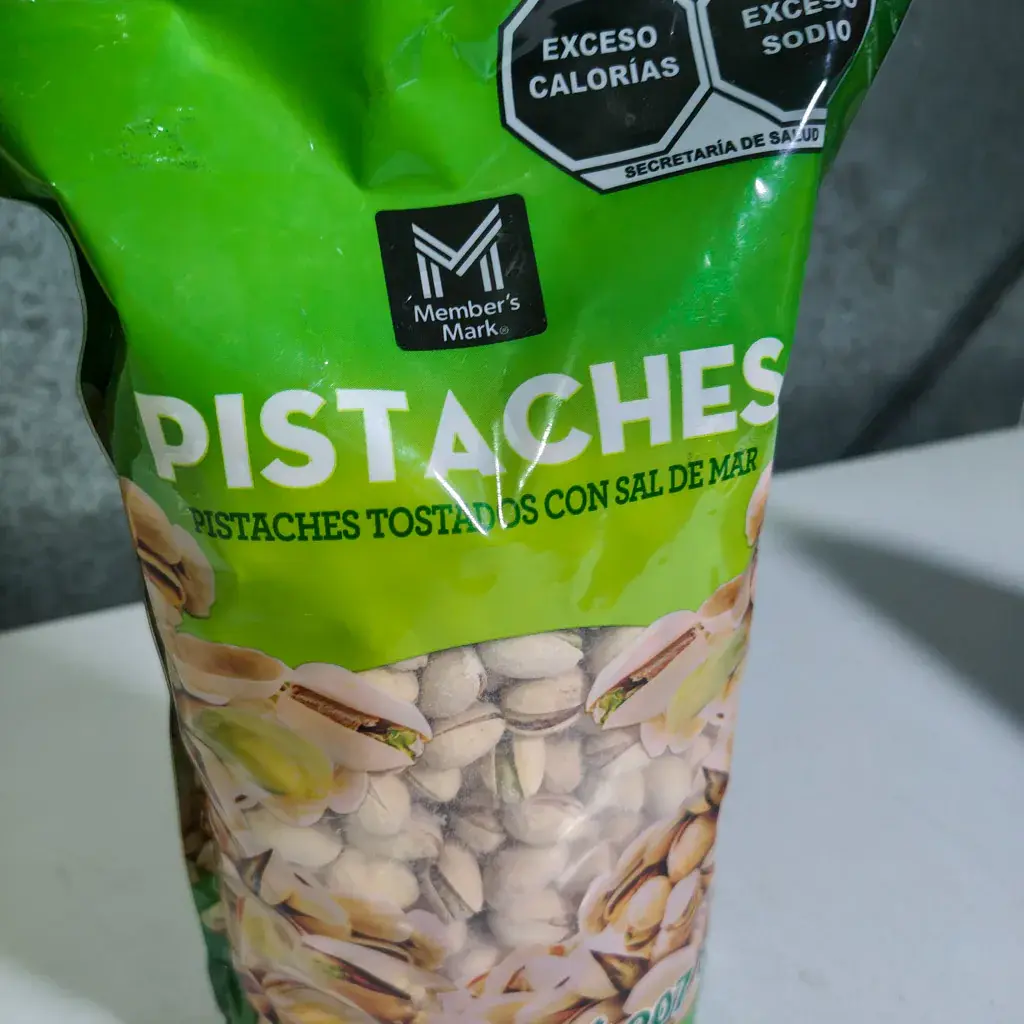 EXCESO
CALORÍAS
EXCESO
SODIO
SECRETARÍA DE SALUD
Member's
Mark®
PISTACHES
PISTACHES TOSTADOS CON SAL DE MAR